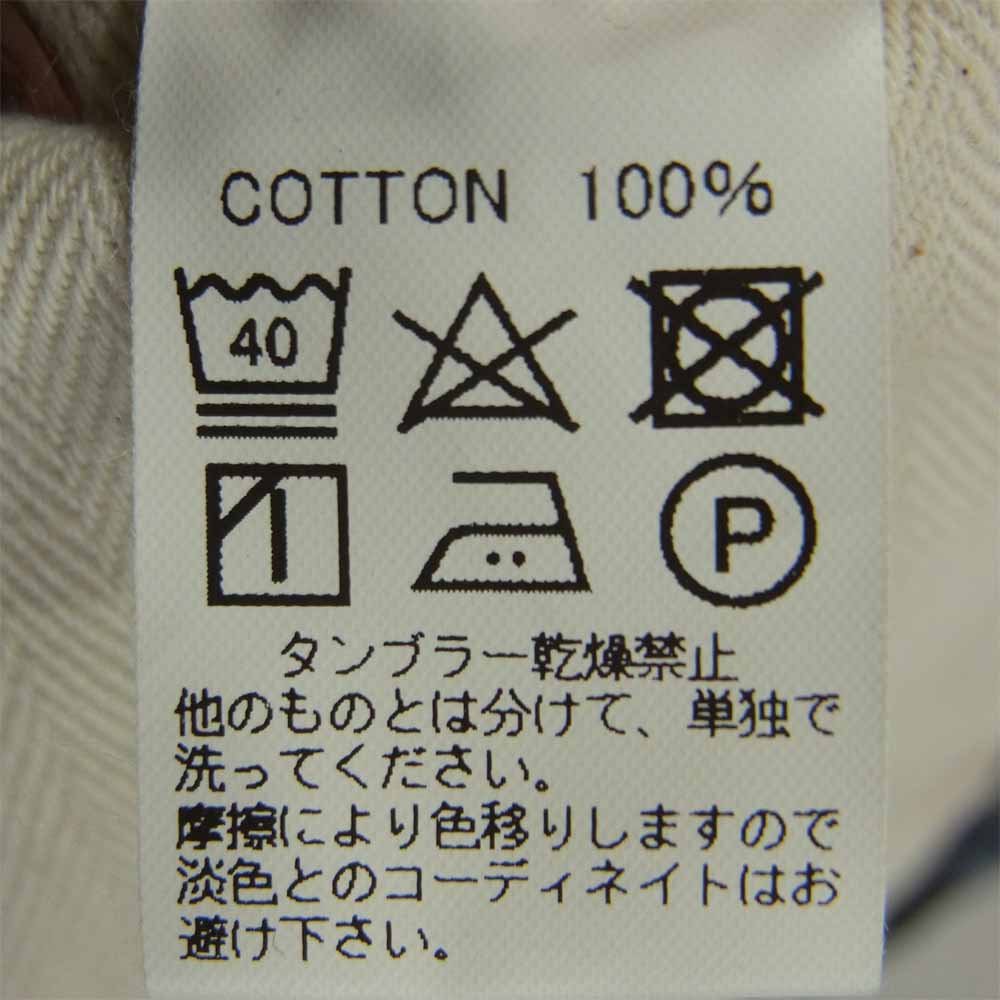 COTTON 100%
40
P
タンブラー乾燥禁止
他のものとは分けて、単独で
洗ってください。
摩擦により色移りしますので
淡色とのコーディネイトはお
避け下さい。